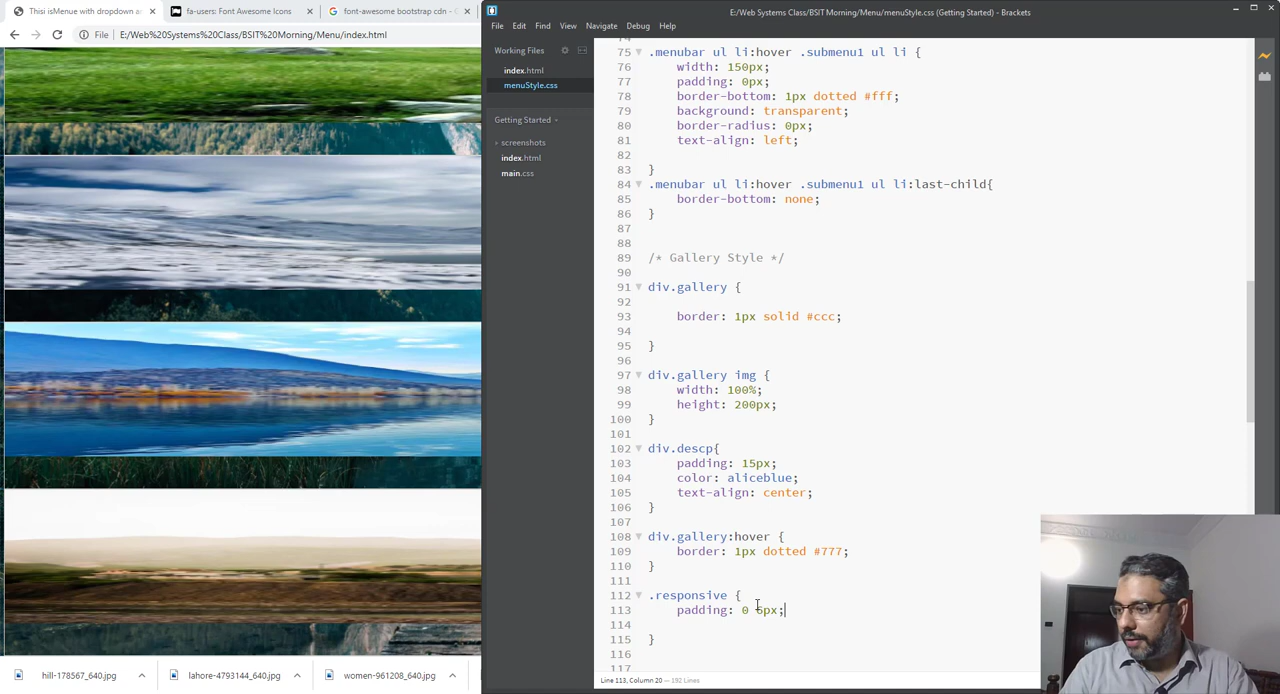 Thisi isMenue with dropdown ar
fa-users: Font Awesome Icons
font-awesome bootstrap cdn - G
E:/Web Systems Class/BSIT Morning/Menu/menuStyle.css (Getting Started) - Brackets
File Edit Find View Navigate Debug Help
File E:/Web%20Systems%20Class/BSIT%20Morning/Menu/index.html
Working Files
index.html
menuStyle.css
Getting Started
screenshots
index.html
main.css
75 .menubar ul li:hover .submenu1 ul li {
76 width: 150px;
77 padding: 0px;
78 border-bottom: 1px dotted #fff;
79 background: transparent;
80 border-radius: 0px;
81 text-align: left;
82
83 }
84 .menubar ul li:hover .submenu1 ul li:last-child{
85 border-bottom: none;
86 }
87
88
89 /* Gallery Style */
90
91 div.gallery {
92
93 border: 1px solid #ccc;
94
95 }
96
97 div.gallery img {
98 width: 100%;
99 height: 200px;
100 }
101
102 div.descp{
103 padding: 15px;
104 color: aliceblue;
105 text-align: center;
106 }
107
108 div.gallery:hover {
109 border: 1px dotted #777;
110 }
111
112 .responsive {
113 padding: 0 6px;
114
115 }
116
117
Line 113, Column 20 — 192 Lines
hill-178567_640.jpg
lahore-4793144_640.jpg
women-961208_640.jpg